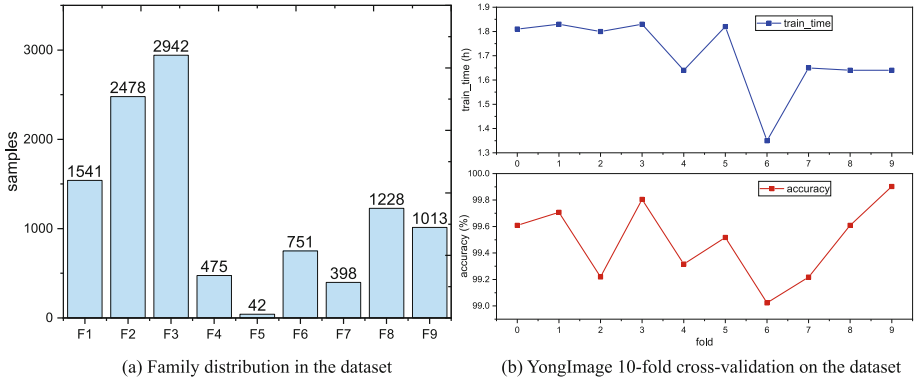 3000
2000
1000
0
samples
1541
2478
2942
475
42
751
398
1228
1013
F1 F2 F3 F4 F5 F6 F7 F8 F9
(a) Family distribution in the dataset
1.9
1.8
1.7
1.6
1.5
1.4
1.3
train_time (h)
train_time
0 1 2 3 4 5 6 7 8 9
100.0
99.8
99.6
99.4
99.2
99.0
accuracy (%)
accuracy
0 1 2 3 4 5 6 7 8 9
fold
(b) YongImage 10-fold cross-validation on the dataset